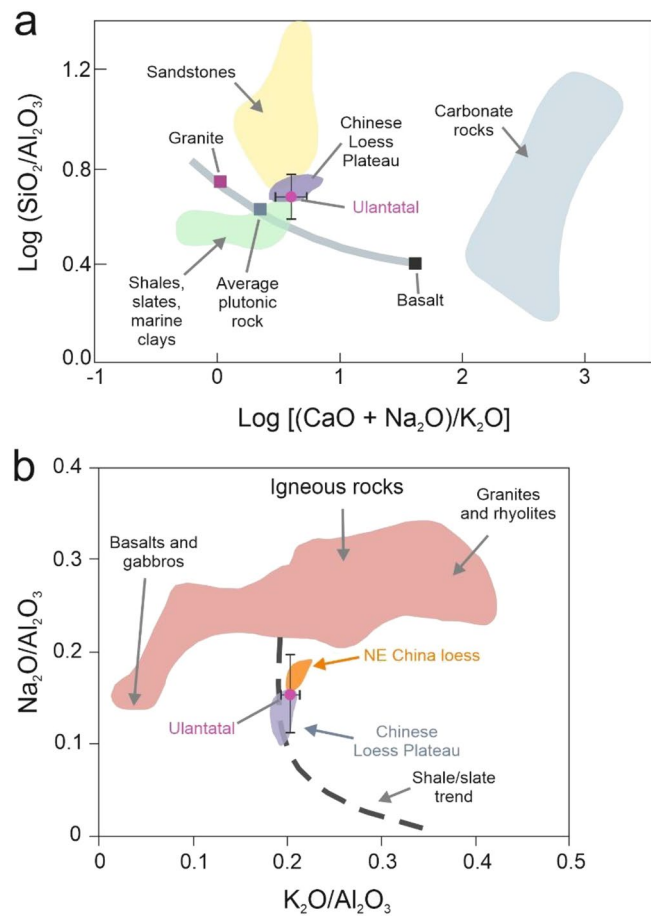 a
1.2
0.8
0.4
0.0
Log (SiO₂/Al₂O₃)
Sandstones
Granite
Chinese
Loess
Plateau
Ulantatal
Carbonate
rocks
Shales,
slates,
marine
clays
Average
plutonic
rock
Basalt
-1
0
1
2
3
Log [(CaO + Na₂O)/K₂O]
b
0.4
0.3
0.2
0.1
0
Na₂O/Al₂O₃
Igneous rocks
Granites
and rhyolites
Basalts and
gabbros
NE China loess
Ulantatal
Chinese
Loess Plateau
Shale/slate
trend
0
0.1
0.2
0.3
0.4
0.5
K₂O/Al₂O₃